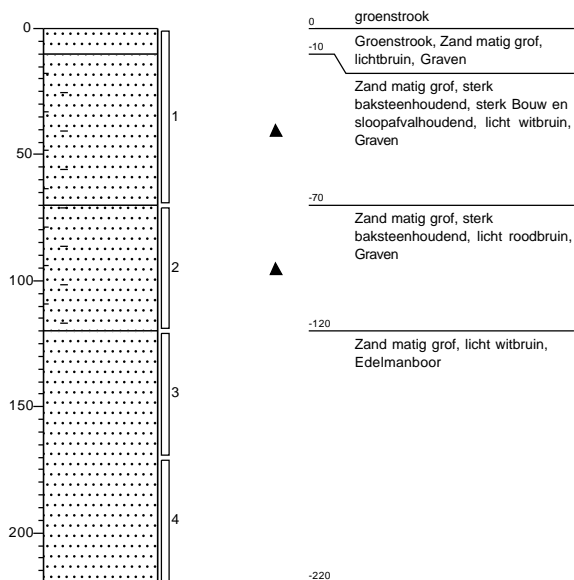 0
groenstrook
0
-10
Groenstrook, Zand matig grof,
lichtbruin, Graven
Zand matig grof, sterk
baksteenhoudend, sterk Bouw en
sloopafvalhoudend, licht witbruin,
Graven
1
50
-70
Zand matig grof, sterk
baksteenhoudend, licht roodbruin,
Graven
2
100
-120
Zand matig grof, licht witbruin,
Edelmanboor
3
150
4
200
-220